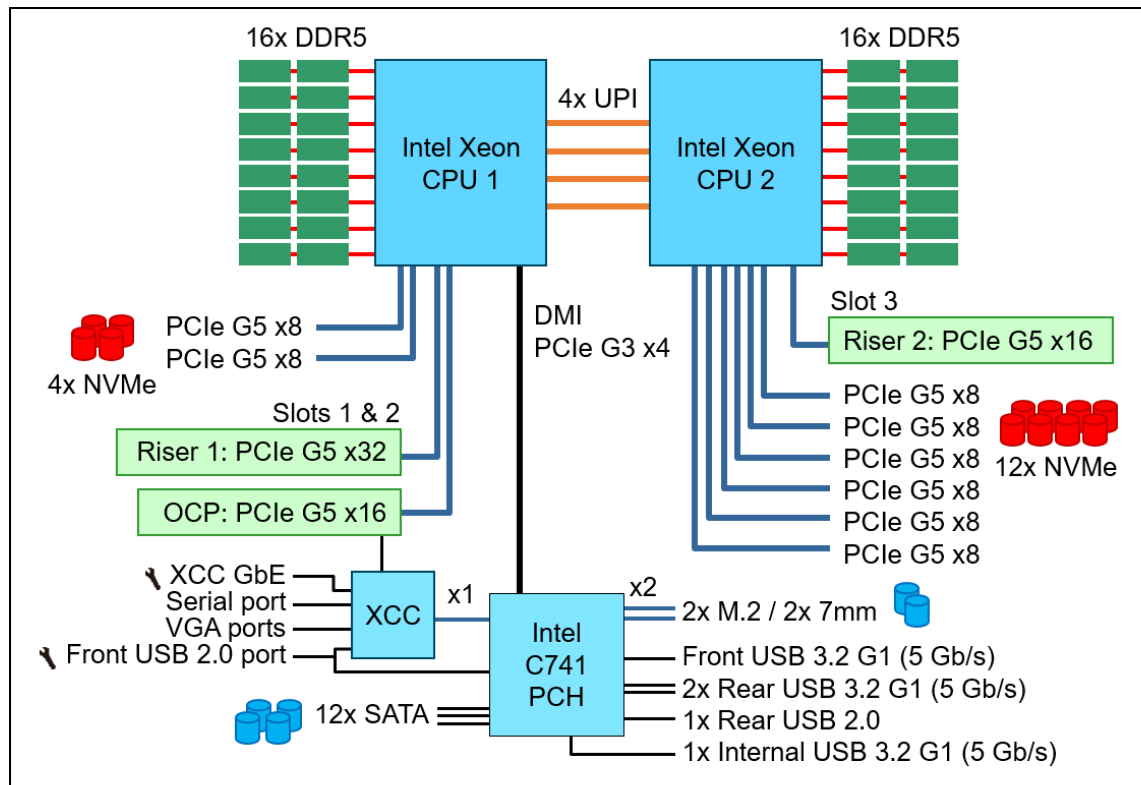 16x DDR5
16x DDR5
4x UPI
Intel Xeon
CPU 1
Intel Xeon
CPU 2
PCIe G5 x8
PCIe G5 x8
4x NVMe
DMI
PCIe G3 x4
Slot 3
Riser 2: PCIe G5 x16
Slots 1 & 2
Riser 1: PCIe G5 x32
OCP: PCIe G5 x16
PCIe G5 x8
PCIe G5 x8
PCIe G5 x8
PCIe G5 x8
PCIe G5 x8
PCIe G5 x8
12x NVMe
XCC GbE
Serial port
VGA ports
Front USB 2.0 port
XCC
x1
x2
Intel
C741
PCH
2x M.2 / 2x 7mm
Front USB 3.2 G1 (5 Gb/s)
2x Rear USB 3.2 G1 (5 Gb/s)
1x Rear USB 2.0
1x Internal USB 3.2 G1 (5 Gb/s)
12x SATA